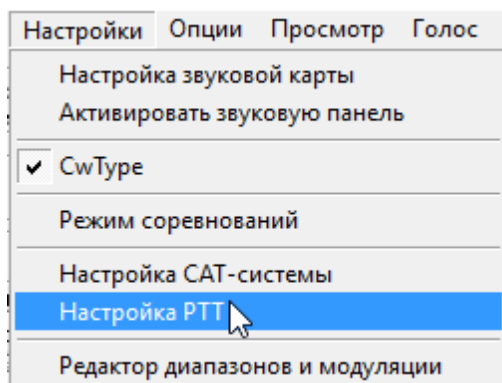 Настройки Опции Просмотр Голос
Настройка звуковой карты
Активировать звуковую панель
CwType
Режим соревнований
Настройка CAT-системы
Настройка PTT
Редактор диапазонов и модуляции